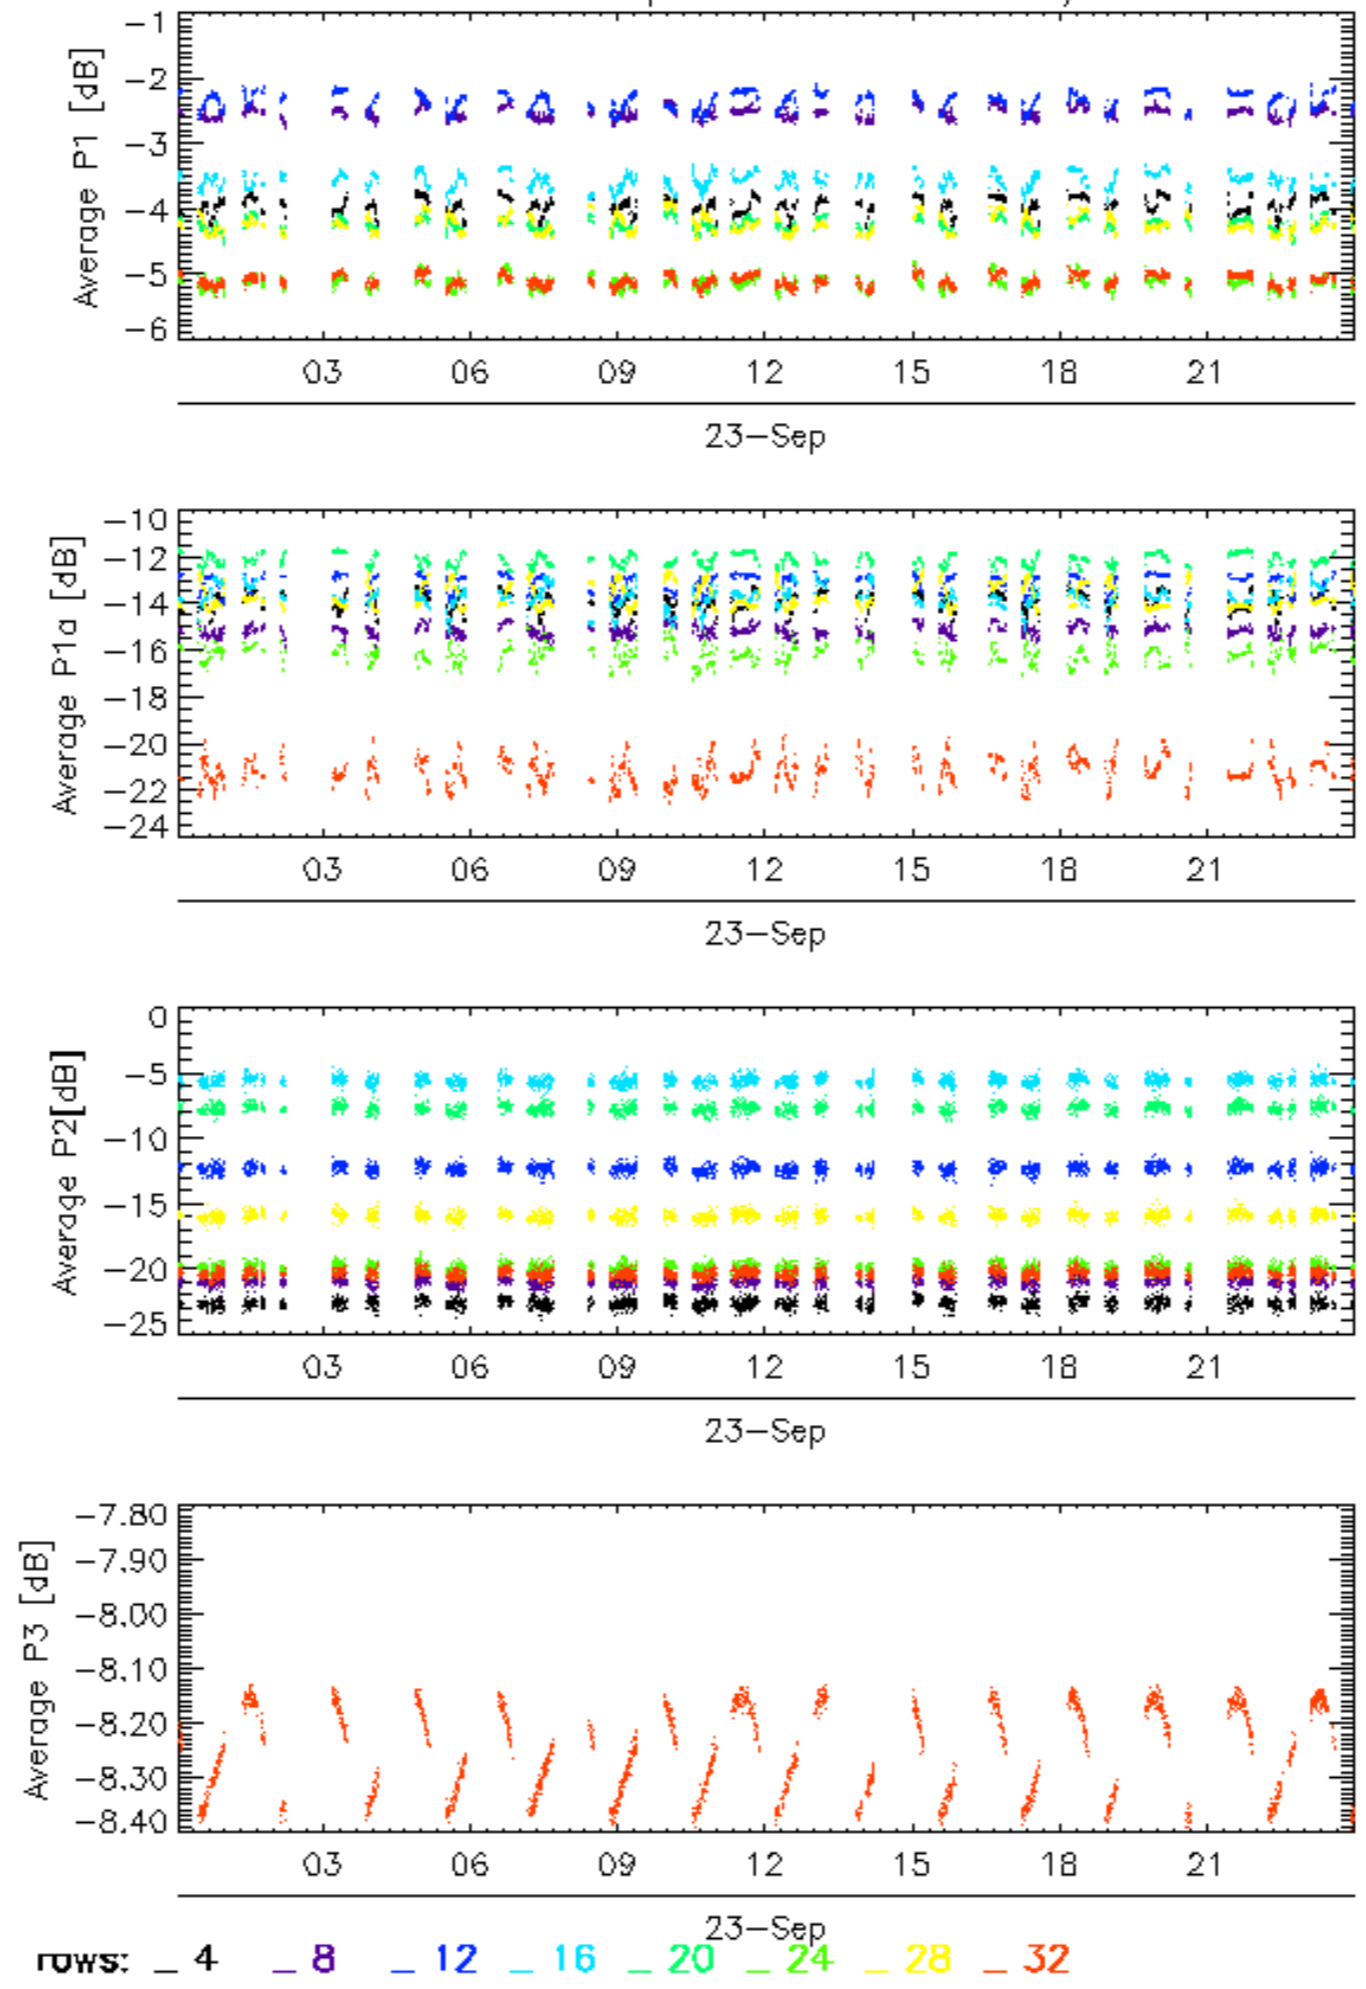 -1
-2
-3
-4
-5
-6
Average P1 [dB]
03 06 09 12 15 18 21
23-Sep
-10
-12
-14
-16
-18
-20
-22
-24
Average P1a [dB]
03 06 09 12 15 18 21
23-Sep
0
-5
-10
-15
-20
-25
Average P2[dB]
03 06 09 12 15 18 21
23-Sep
-7.80
-7.90
-8.00
-8.10
-8.20
-8.30
-8.40
Average P3 [dB]
03 06 09 12 15 18 21
23-Sep
rows: _ 4 _ 8 _ 12 _ 16 _ 20 _ 24 _ 28 _ 32